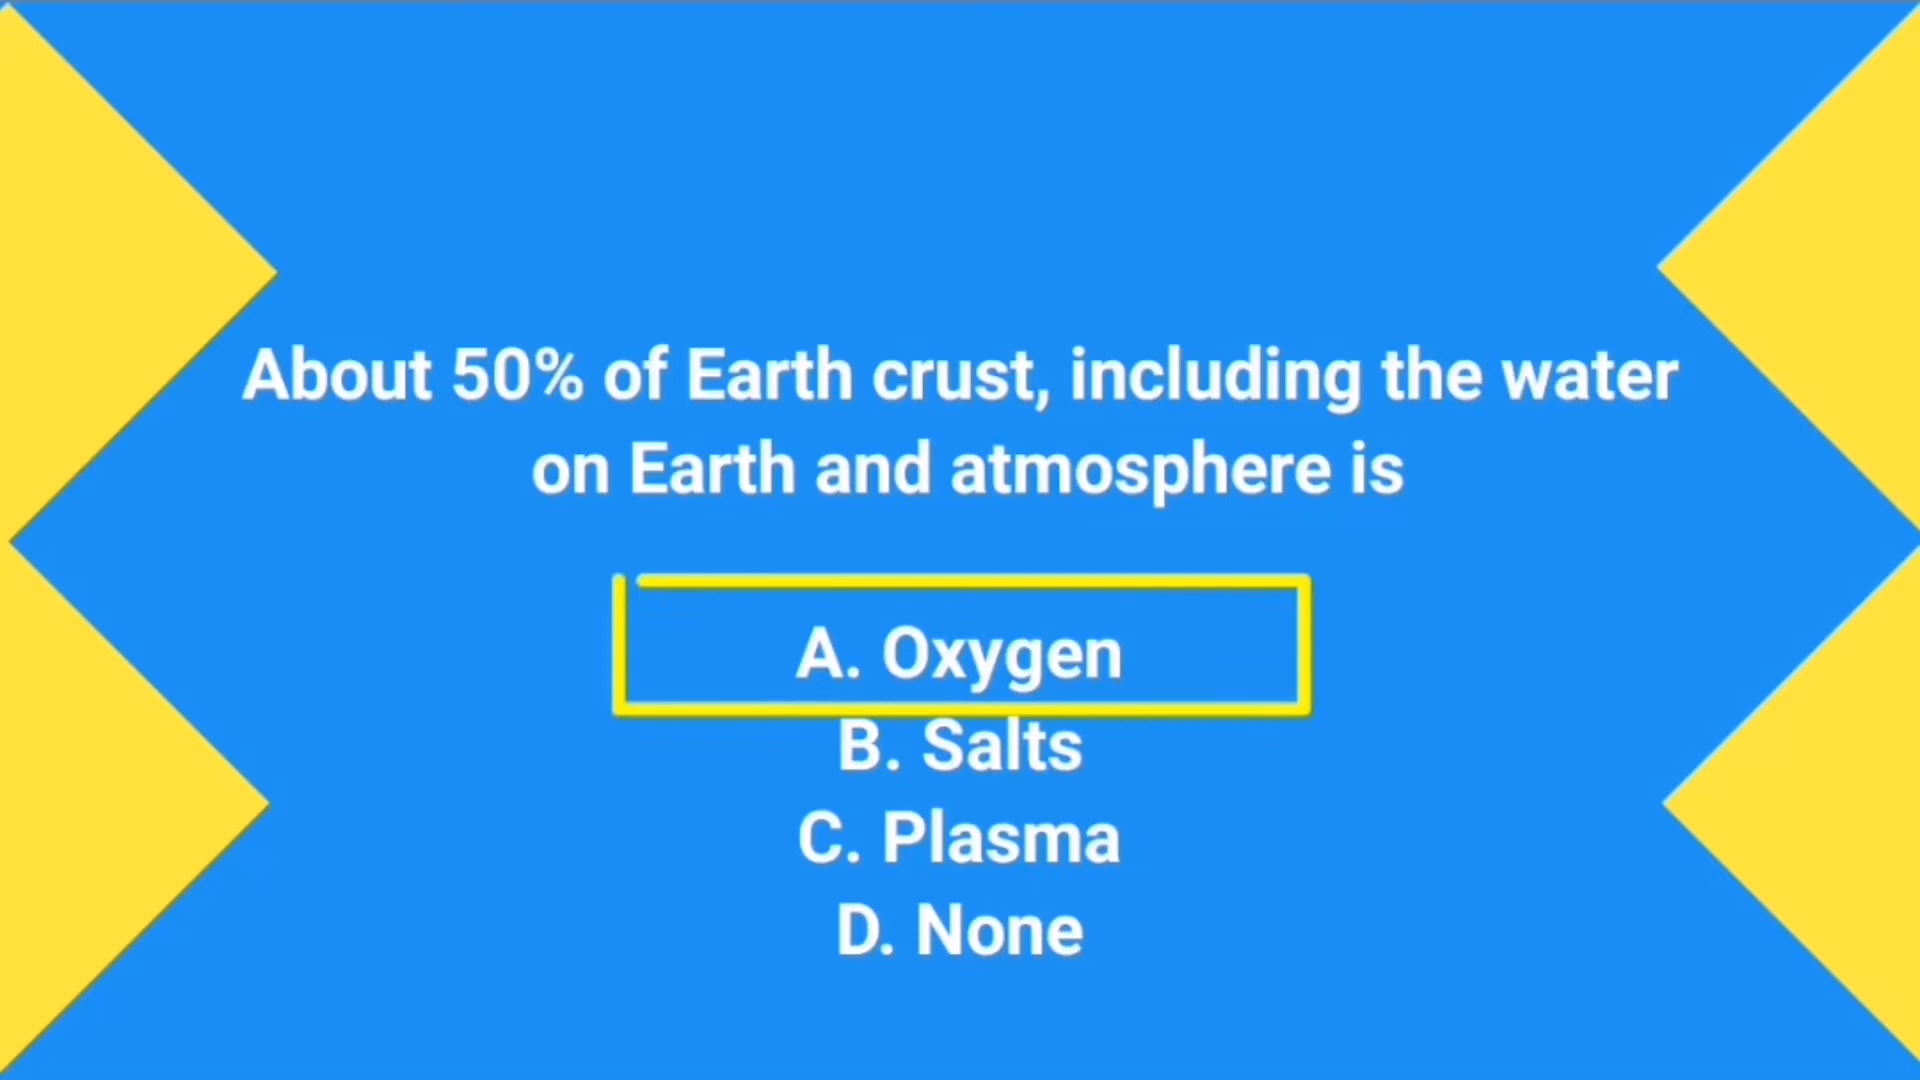 About 50% of Earth crust, including the water
on Earth and atmosphere is
A. Oxygen
B. Salts
C. Plasma
D. None